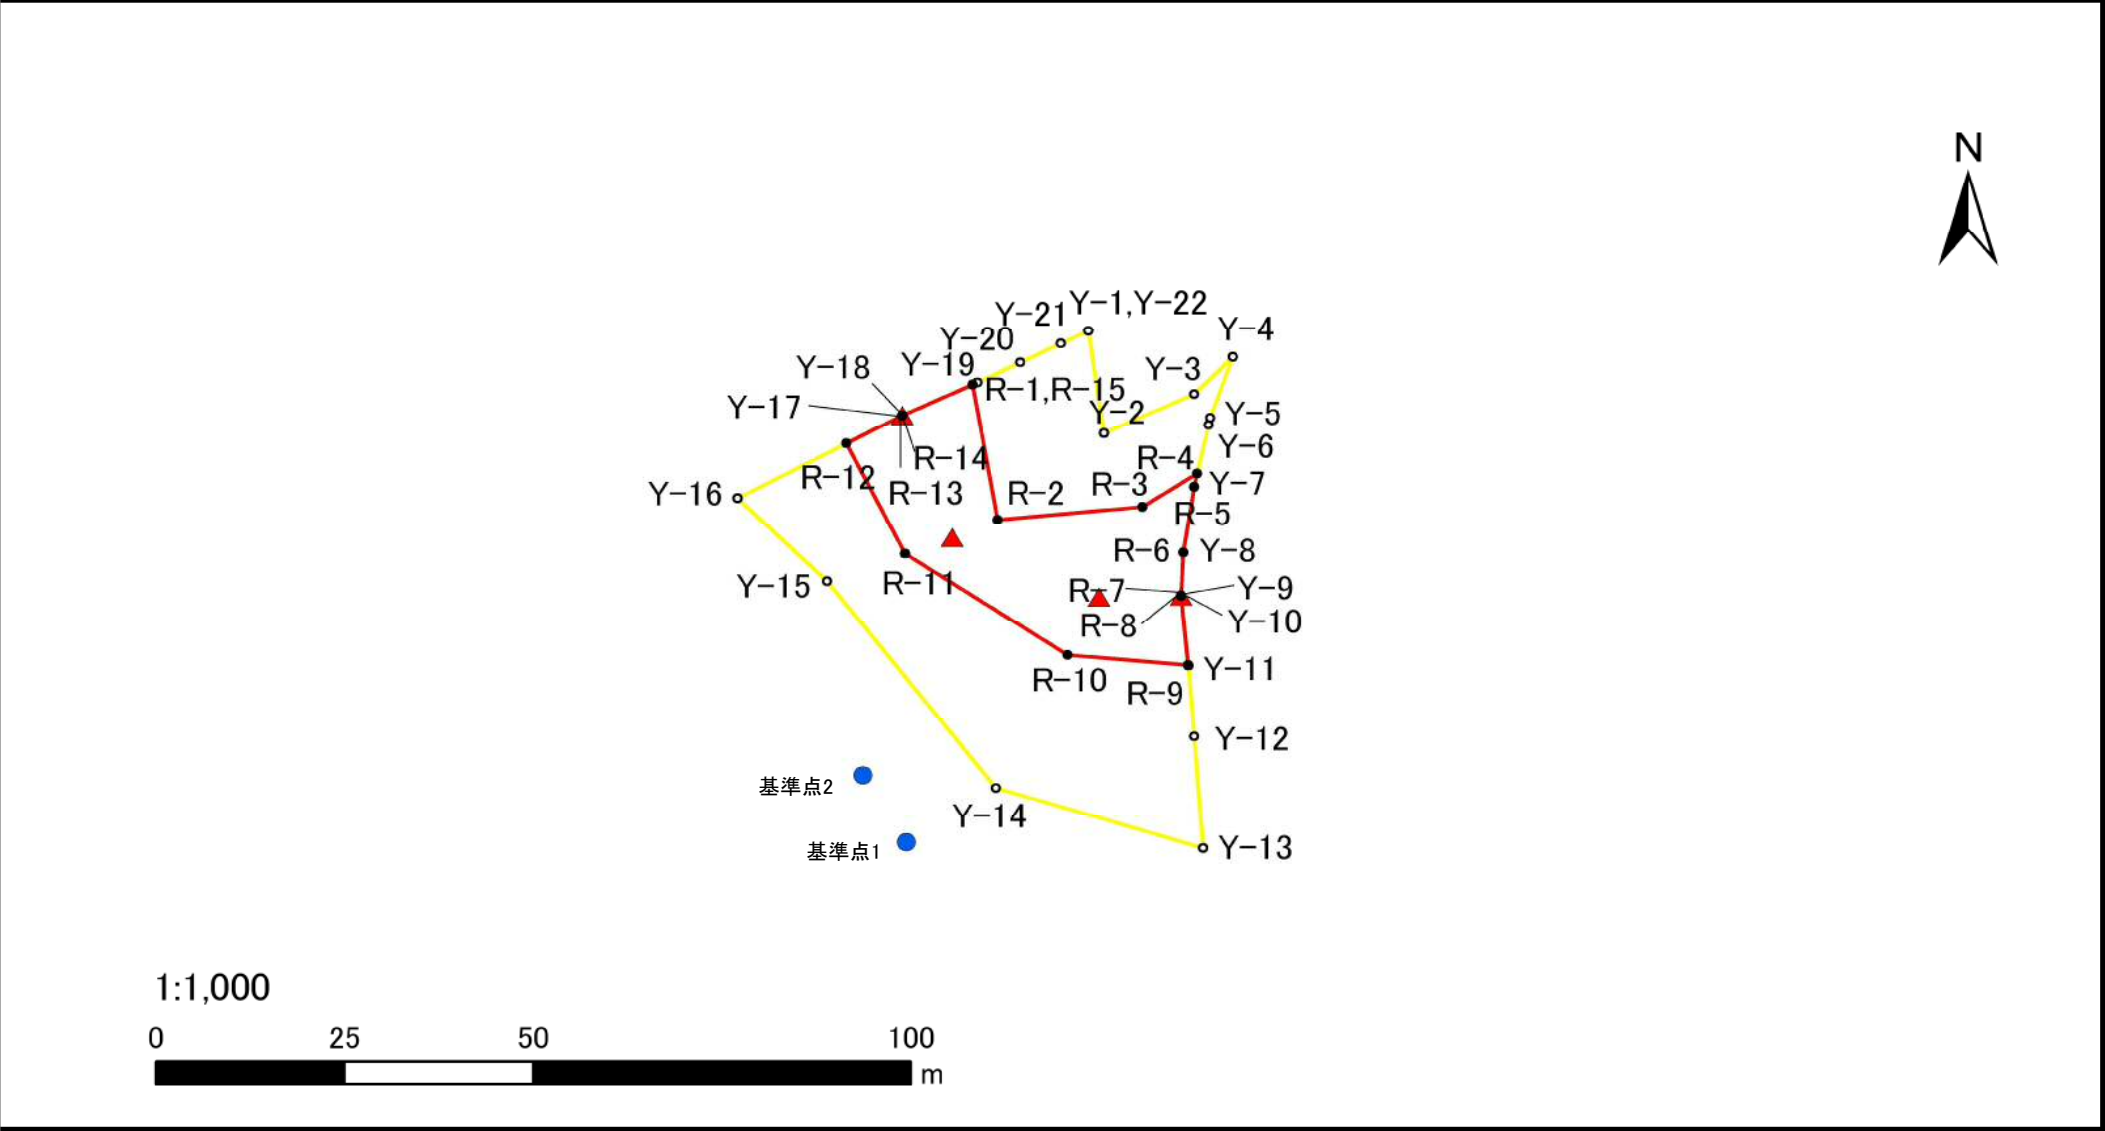 N
Y-21
Y-1,Y-22
Y-4
Y-20
Y-18
Y-19
Y-3
R-1,R-15
Y-17
Y-2
Y-5
Y-6
R-14
R-4
R-12
R-13
R-3
Y-7
Y-16
R-2
R-5
R-6
Y-8
Y-15
R-11
R-7
Y-9
R-8
Y-10
Y-11
R-10
R-9
Y-12
基準点2
Y-14
基準点1
Y-13
1:1,000
0 25 50 100
m